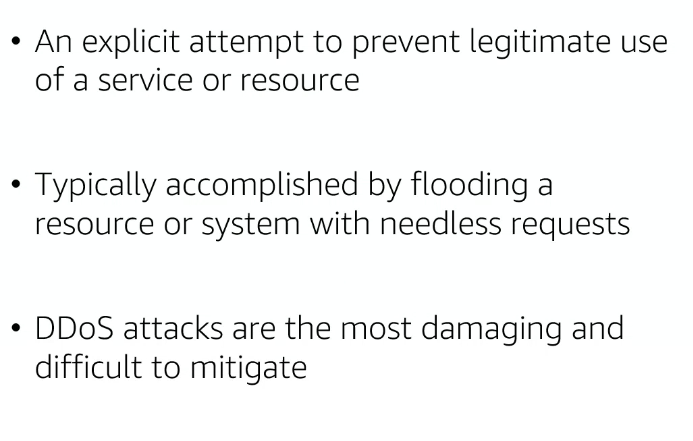 • An explicit attempt to prevent legitimate use
of a service or resource
• Typically accomplished by flooding a
resource or system with needless requests
• DDoS attacks are the most damaging and
difficult to mitigate